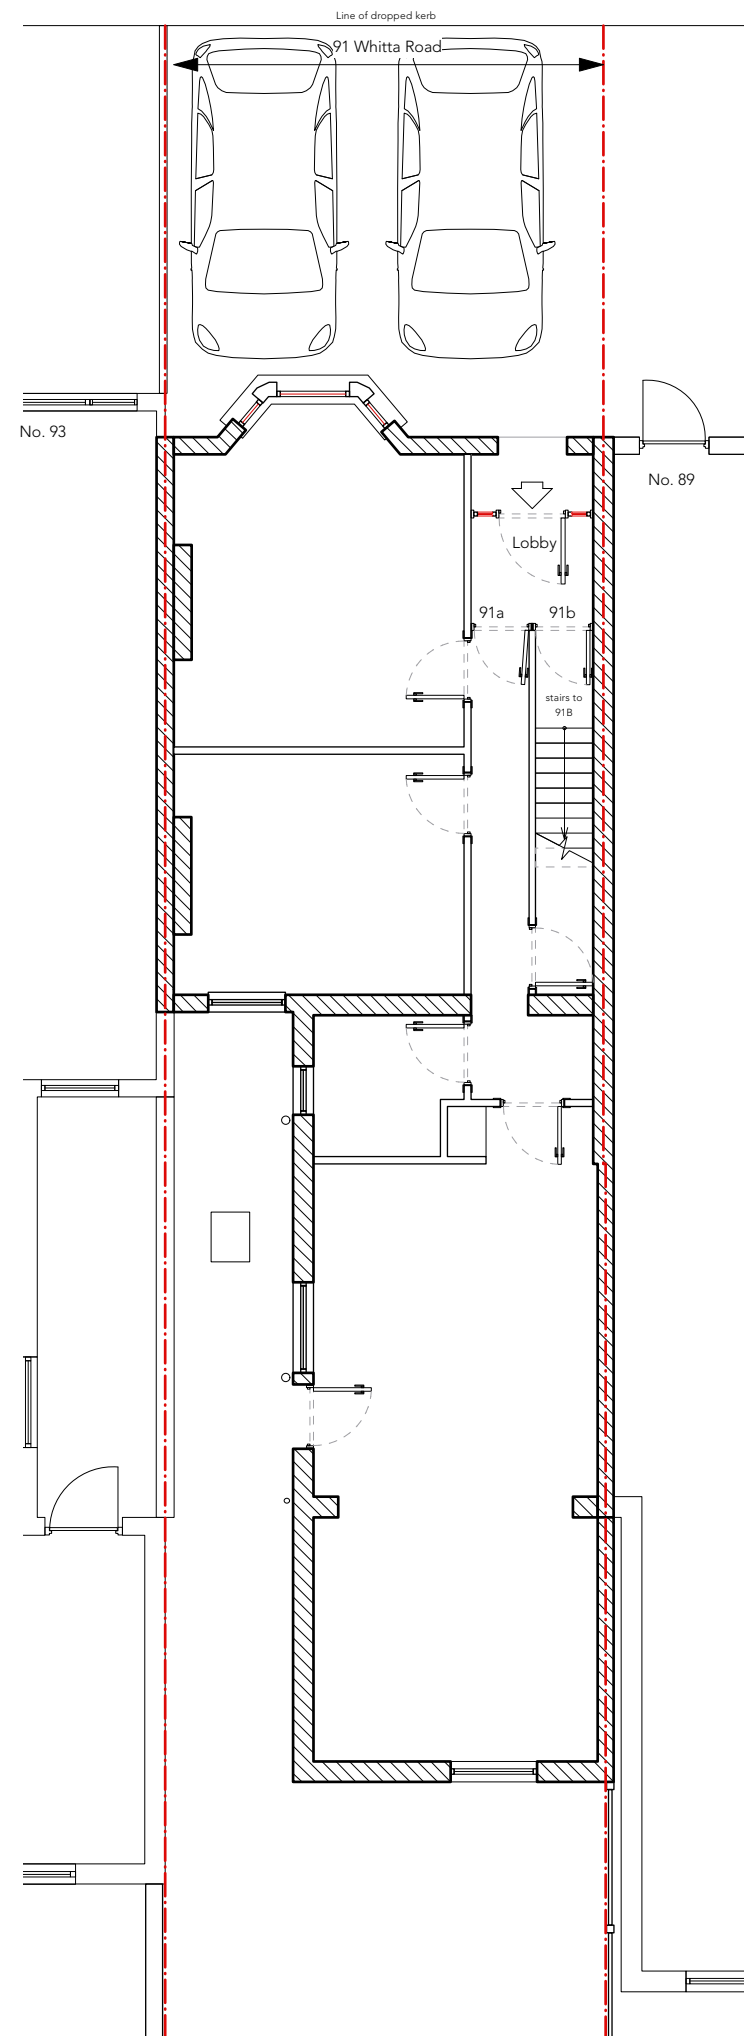 Line of dropped kerb
91 Whitta Road
No. 93
No. 89
Lobby
91a
91b
stairs to
91B